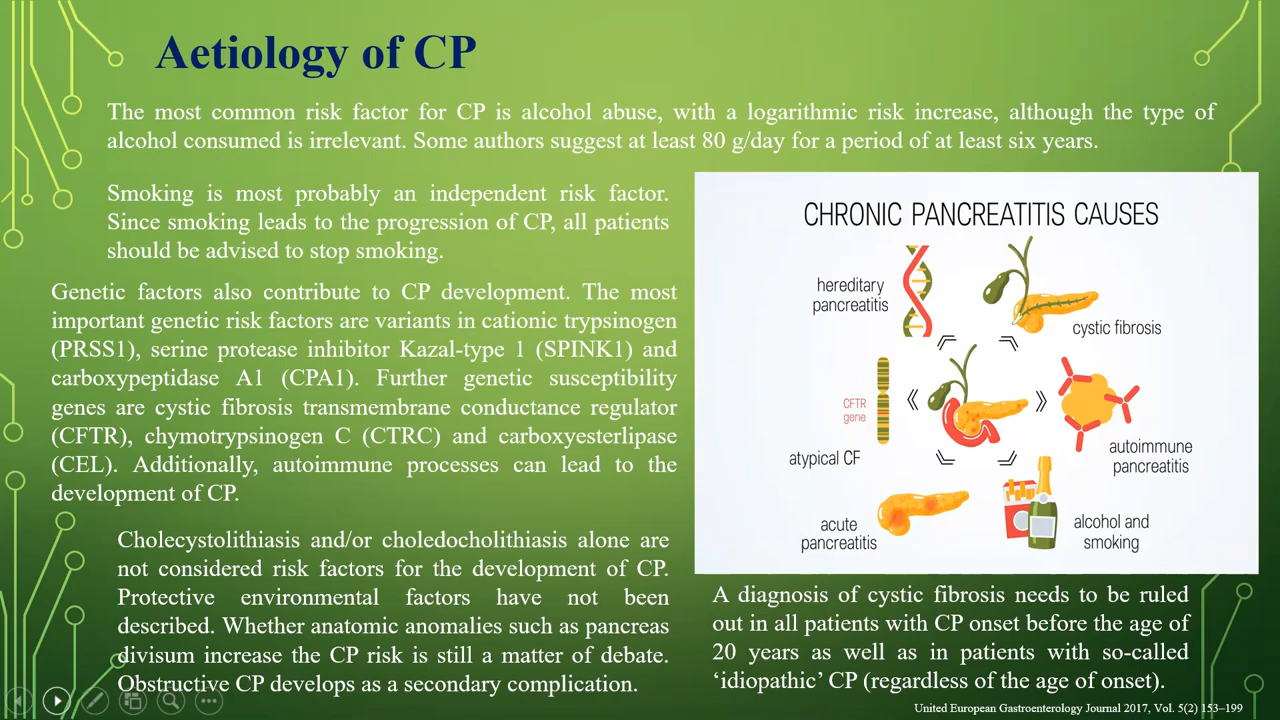 Aetiology of CP
The most common risk factor for CP is alcohol abuse, with a logarithmic risk increase, although the type of
alcohol consumed is irrelevant. Some authors suggest at least 80 g/day for a period of at least six years.
Smoking is most probably an independent risk factor.
Since smoking leads to the progression of CP, all patients
should be advised to stop smoking.
Genetic factors also contribute to CP development. The most
important genetic risk factors are variants in cationic trypsinogen
(PRSS1), serine protease inhibitor Kazal-type 1 (SPINK1) and
carboxypeptidase A1 (CPA1). Further genetic susceptibility
genes are cystic fibrosis transmembrane conductance regulator
(CFTR), chymotrypsinogen C (CTRC) and carboxyesterlipase
(CEL). Additionally, autoimmune processes can lead to the
development of CP.
Cholecystolithiasis and/or choledocholithiasis alone are
not considered risk factors for the development of CP.
Protective environmental factors have not been
described. Whether anatomic anomalies such as pancreas
divisum increase the CP risk is still a matter of debate.
Obstructive CP develops as a secondary complication.
CHRONIC PANCREATITIS CAUSES
hereditary
pancreatitis
cystic fibrosis
CFTR
gene
atypical CF
autoimmune
pancreatitis
acute
pancreatitis
alcohol and
smoking
A diagnosis of cystic fibrosis needs to be ruled
out in all patients with CP onset before the age of
20 years as well as in patients with so-called
‘idiopathic’ CP (regardless of the age of onset).
United European Gastroenterology Journal 2017, Vol. 5(2) 153–199